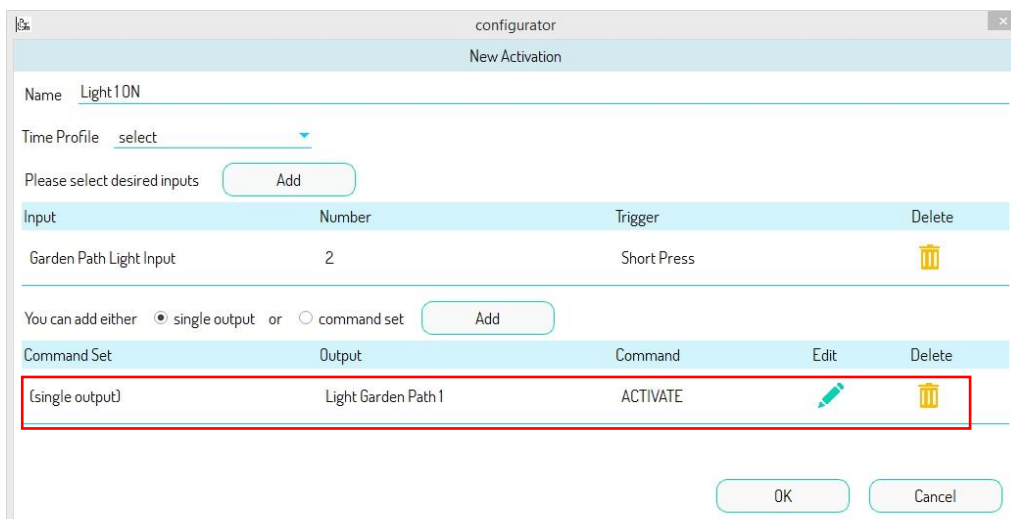 configurator
New Activation
Name Light1 ON
Time Profile select
Please select desired inputs Add
Input Number Trigger Delete
Garden Path Light Input 2 Short Press
You can add either single output or command set Add
Command Set Output Command Edit Delete
(single output) Light Garden Path 1 ACTIVATE
OK Cancel